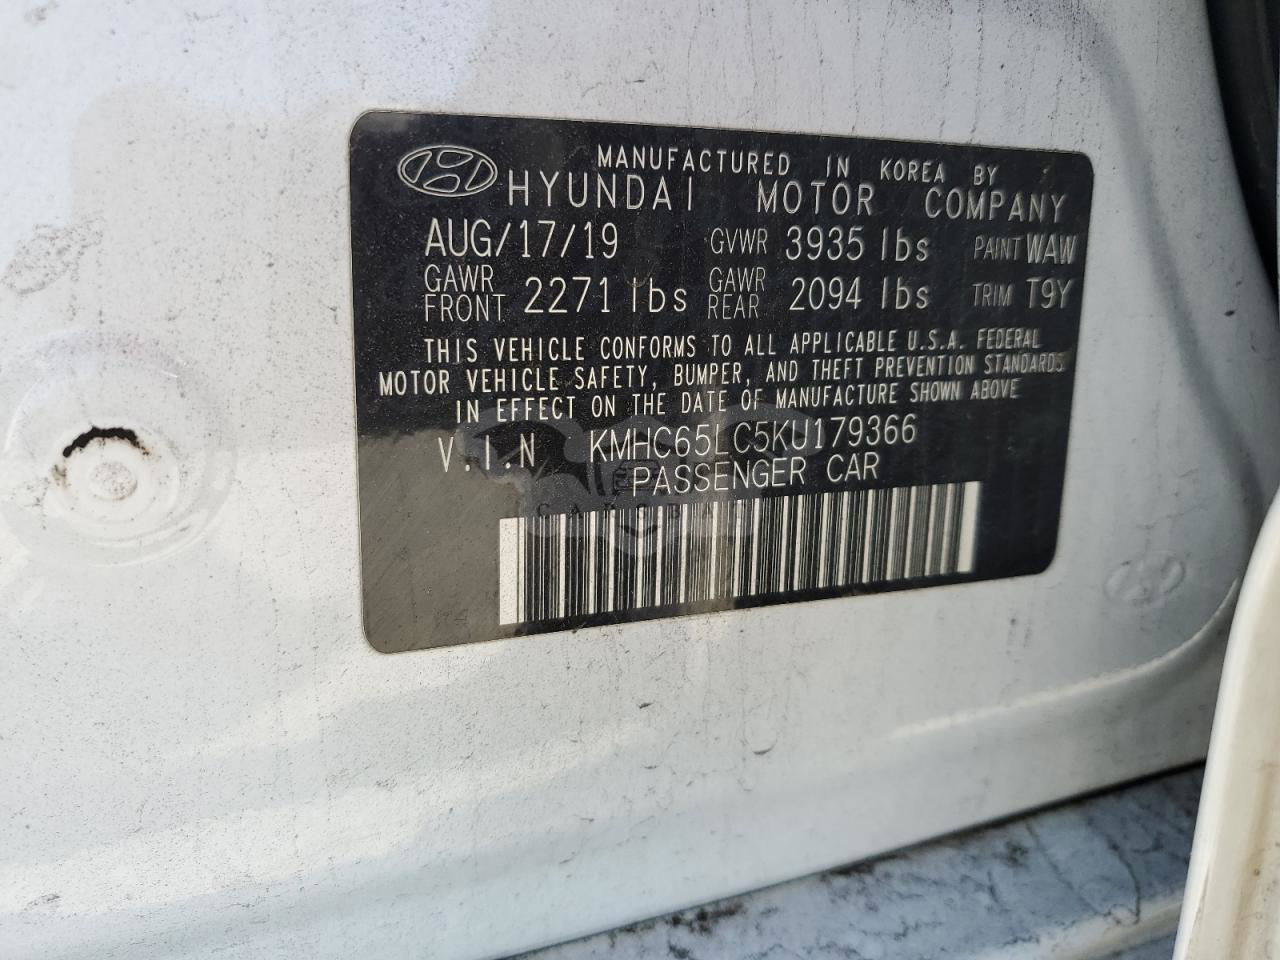 MANUFACTURED IN KOREA BY
HYUNDAI MOTOR COMPANY
AUG/17/19 GVWR 3935 lbs PAINT WAW
GAWR FRONT 2271 lbs GAWR REAR 2094 lbs TRIM T9Y
THIS VEHICLE CONFORMS TO ALL APPLICABLE U.S.A. FEDERAL
MOTOR VEHICLE SAFETY, BUMPER, AND THEFT PREVENTION STANDARDS
IN EFFECT ON THE DATE OF MANUFACTURE SHOWN ABOVE
V.I.N KMHC65LC5KU179366
PASSENGER CAR